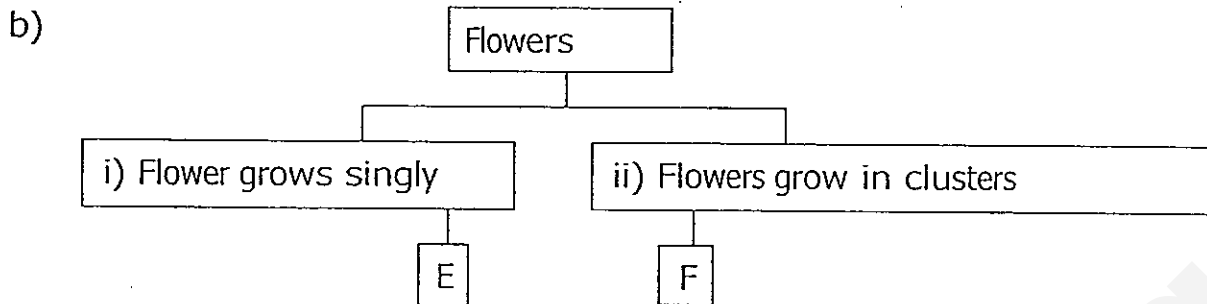 b)
Flowers
i) Flower grows singly
ii) Flowers grow in clusters
E
F